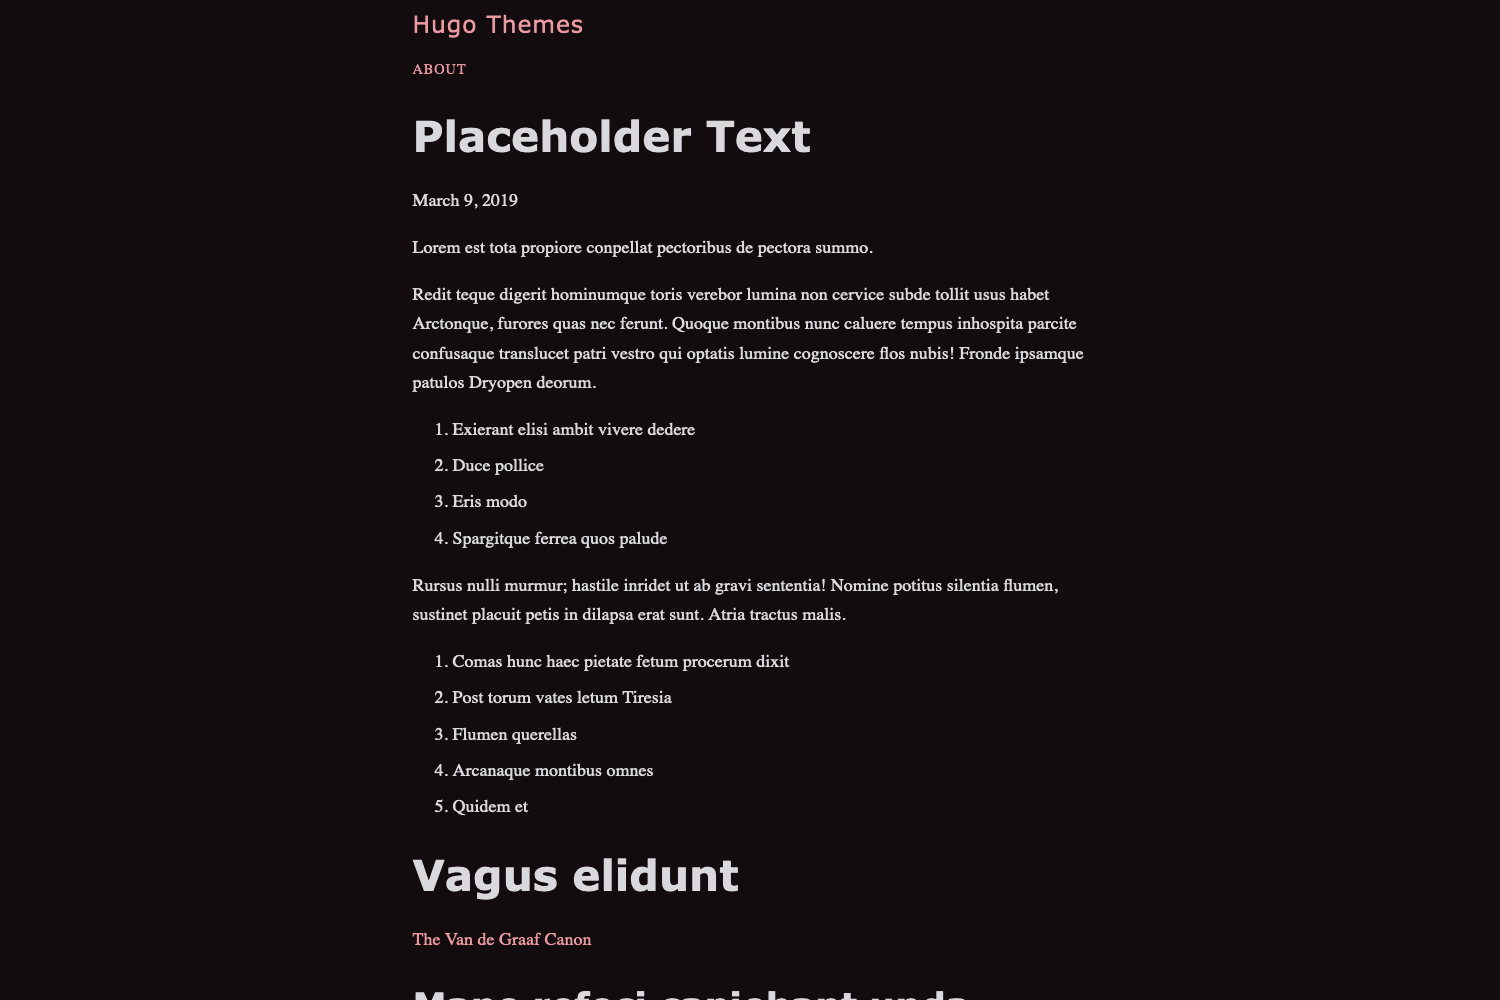 Hugo Themes
ABOUT
Placeholder Text
March 9, 2019
Lorem est tota propiore conpellat pectoribus de pectora summo.
Redit teque digerit hominumque toris verebor lumina non cervice subde tollit usus habet
Arctonque, furores quas nec ferunt. Quoque montibus nunc caluere tempus inhospita parcite
confusaque translucet patri vestro qui optatis lumine cognoscere flos nubis! Fronde ipsamque
patulos Dryopen deorum.
1. Exierant elisi ambit vivere dedere
2. Duce pollice
3. Eris modo
4. Spargitque ferrea quos palude
Rursus nulli murmur; hastile inridet ut ab gravi sententia! Nomine potitus silentia flumen,
sustinet placuit petis in dilapsa erat sunt. Atria tractus malis.
1. Comas hunc haec pietate fetum procerum dixit
2. Post torum vates letum Tiresia
3. Flumen querellas
4. Arcanaque montibus omnes
5. Quidem et
Vagus elidunt
The Van de Graaf Canon
Mane refeci capiebant unda